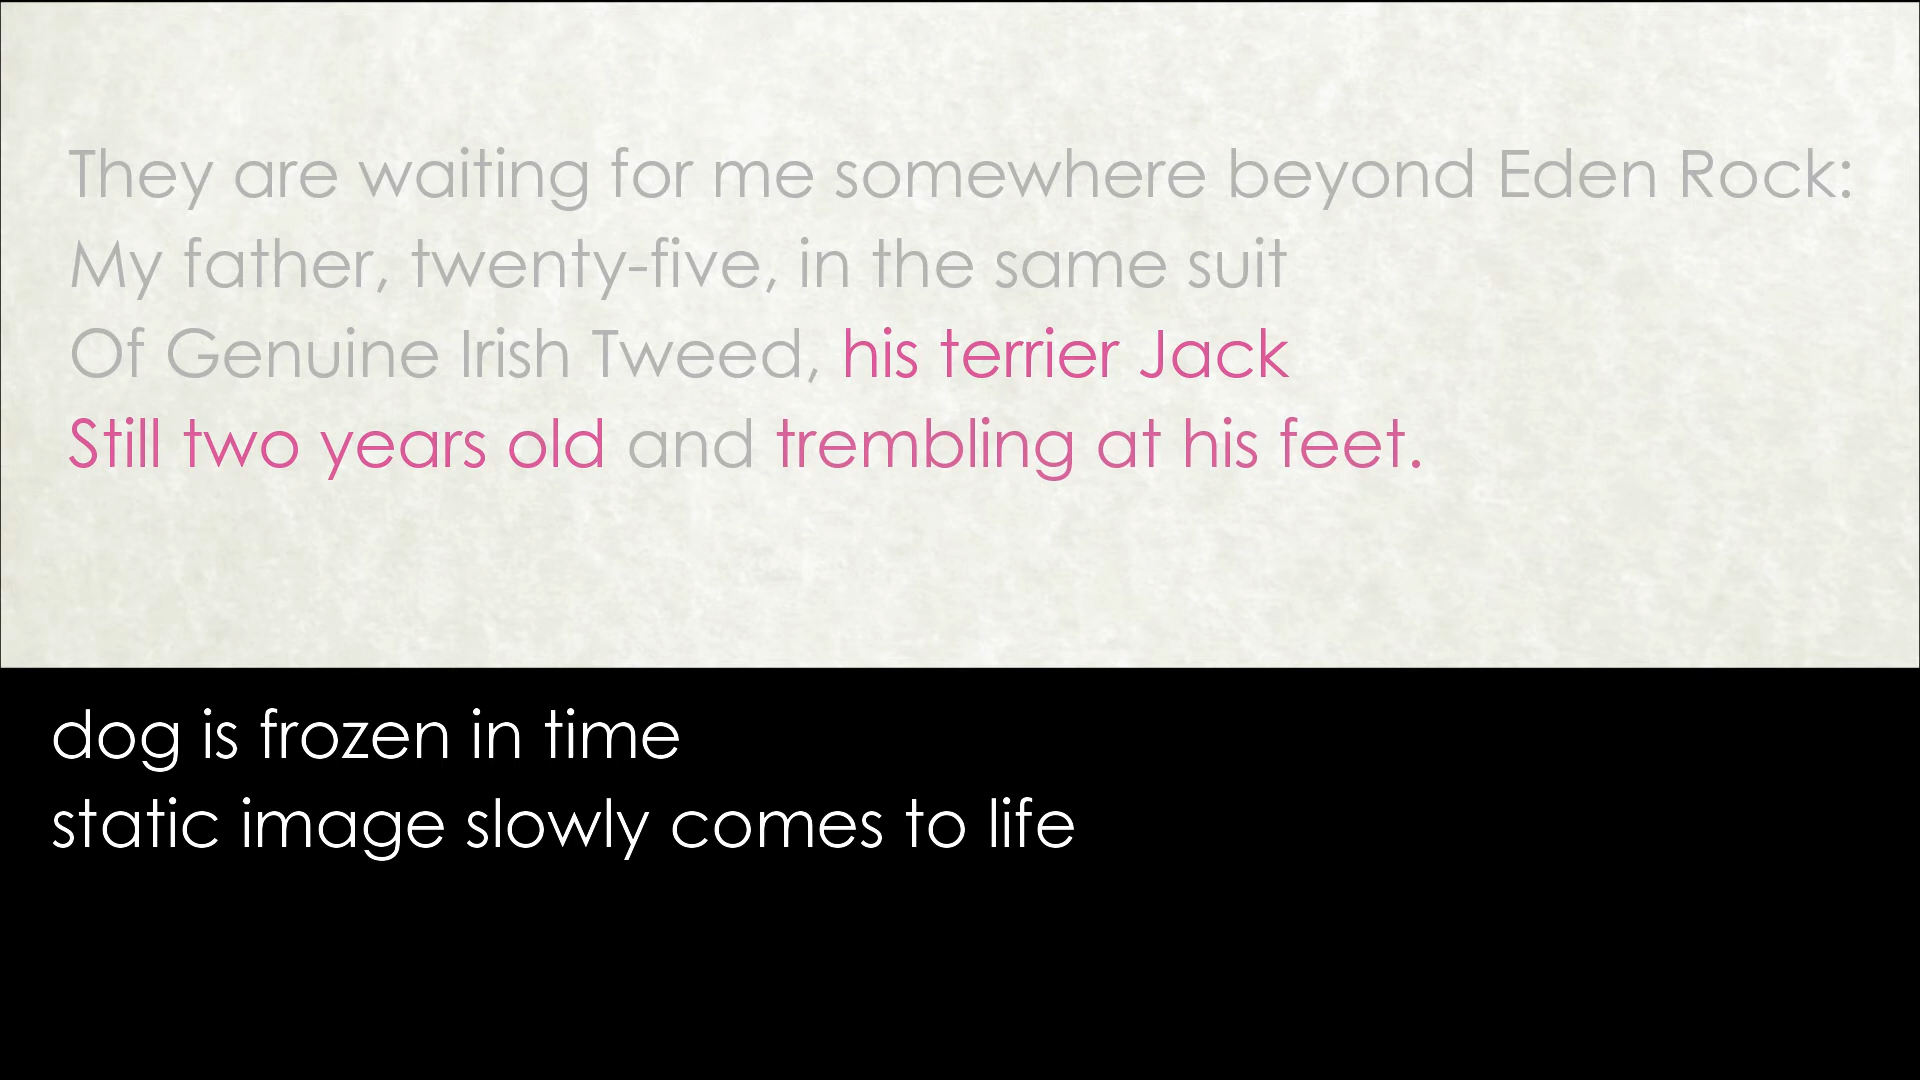 They are waiting for me somewhere beyond Eden Rock:
My father, twenty-five, in the same suit
Of Genuine Irish Tweed, his terrier Jack
Still two years old and trembling at his feet.
dog is frozen in time
static image slowly comes to life